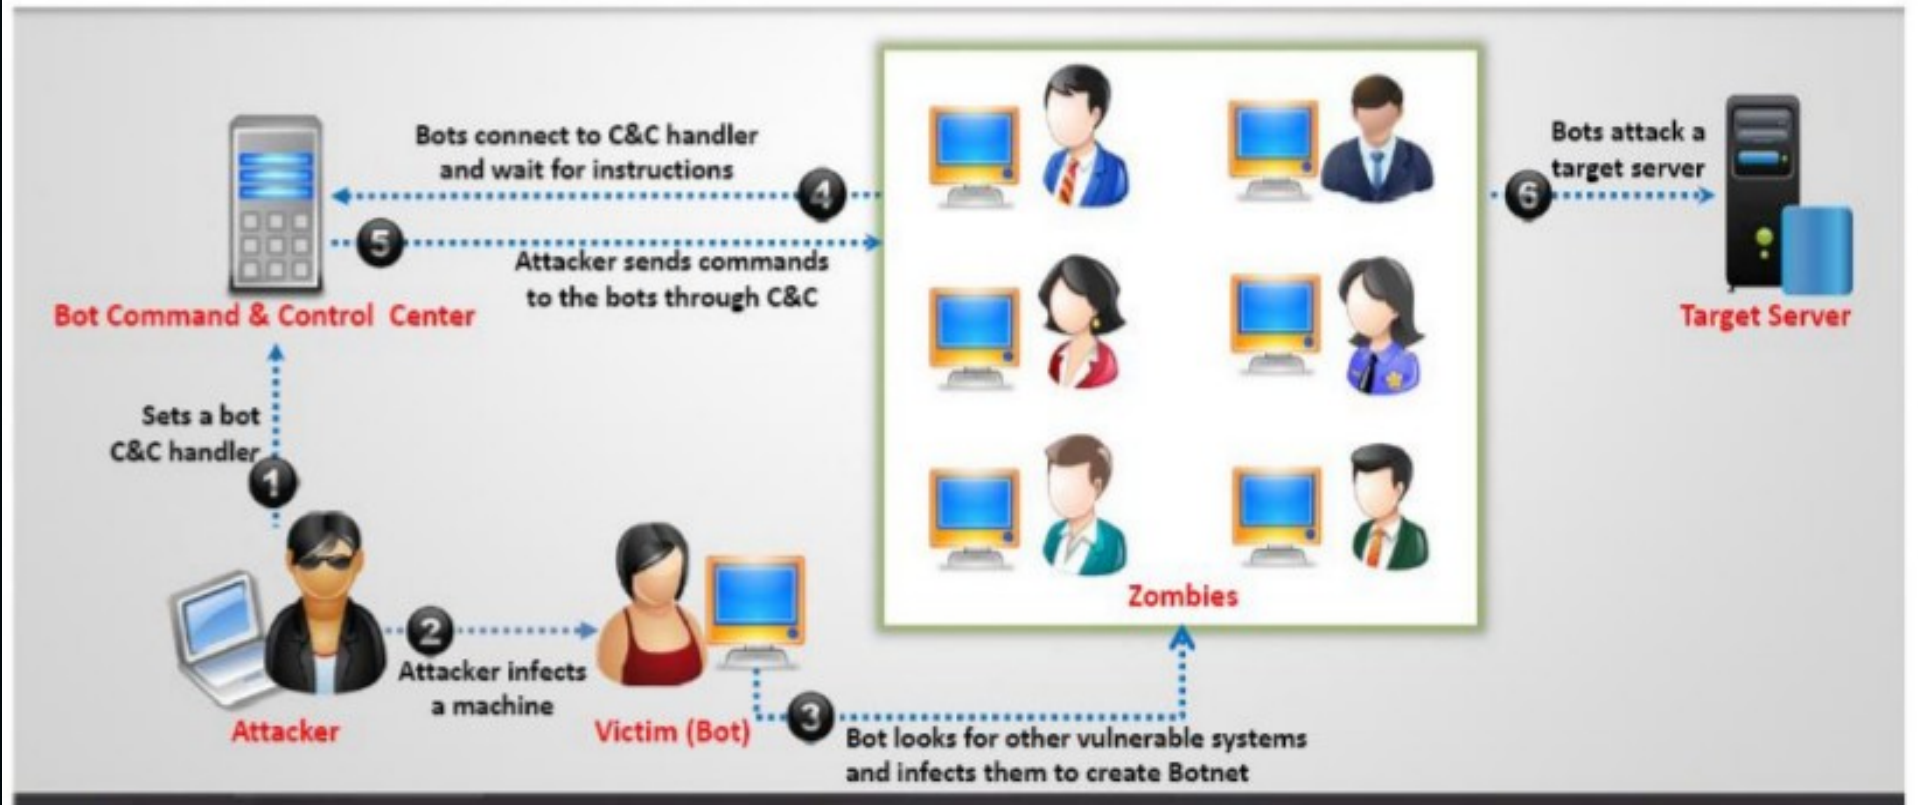 Bots connect to C&C handler
and wait for instructions
4
5
Attacker sends commands
to the bots through C&C
Bot Command & Control Center
Sets a bot
C&C handler
1
Attacker
2
Attacker infects
a machine
Victim (Bot)
3
Bot looks for other vulnerable systems
and infects them to create Botnet
Zombies
Bots attack a
target server
6
Target Server